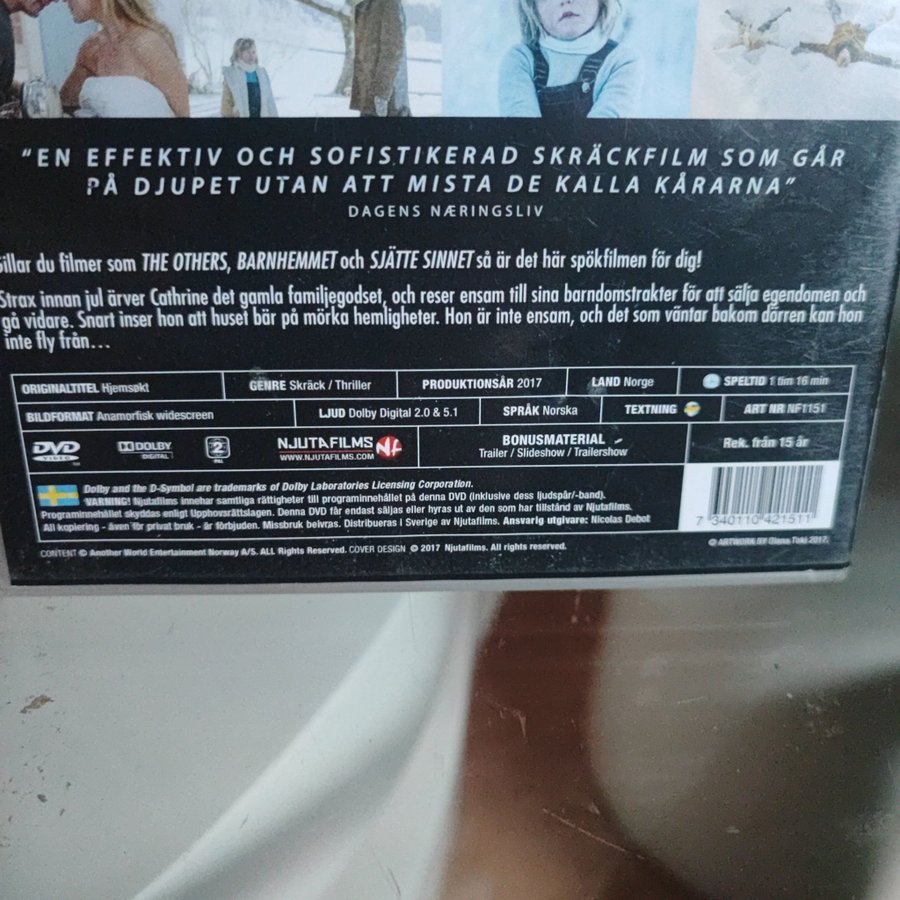 "EN EFFEKTIV OCH SOFISTIKERAD SKRÄCKFILM SOM GÅR
PÅ DJUPET UTAN ATT MISTA DE KALLA KÅRARNA"
DAGENS NÆRINGSLIV
Gillar du filmer som THE OTHERS, BARNHEMMET och SJÄTTE SINNET så är det här spökfilmen för dig!
Strax innan jul ärver Cathrine det gamla familjegodset, och reser ensam till sina barndomstrakter för att sälja egendomen och
gå vidare. Snart inser hon att huset bär på mörka hemligheter. Hon är inte ensam, och det som väntar bakom dörren kan hon
inte fly från...
ORIGINALTITEL Hjemsøkt GENRE Skräck / Thriller PRODUKTIONSÅR 2017 LAND Norge SPELTID 1 tim 16 min
BILDFORMAT Anamorfisk widescreen LJUD Dolby Digital 2.0 & 5.1 SPRÅK Norska TEXTNING ART NR NF1151
DVD VIDEO DOLBY DIGITAL 2 PAL NJUTAFILMS WWW.NJUTAFILMS.COM NF BONUSMATERIAL Rek. från 15 år
Trailer / Slideshow / Trailershow
Dolby and the D-Symbol are trademarks of Dolby Laboratories Licensing Corporation.
VARNING! Njutafilms innehar samtliga rättigheter till programinnehållet på denna DVD (inklusive dess ljudspår/-band).
Programinnehållet skyddas enligt Upphovsrättslagen. Denna DVD får endast säljas eller hyras ut av den som har tillstånd av Njutafilms.
All kopiering - även för privat bruk - är förbjuden. Missbruk beivras. Distribueras i Sverige av Njutafilms. Ansvarig utgivare: Nicolas Debot
7 340110 421511
CONTENT © Another World Entertainment Norway A/S. ALL Rights Reserved. COVER DESIGN © 2017 Njutafilms. All rights reserved.
© ARTWORK BY Diana Toki 2017.